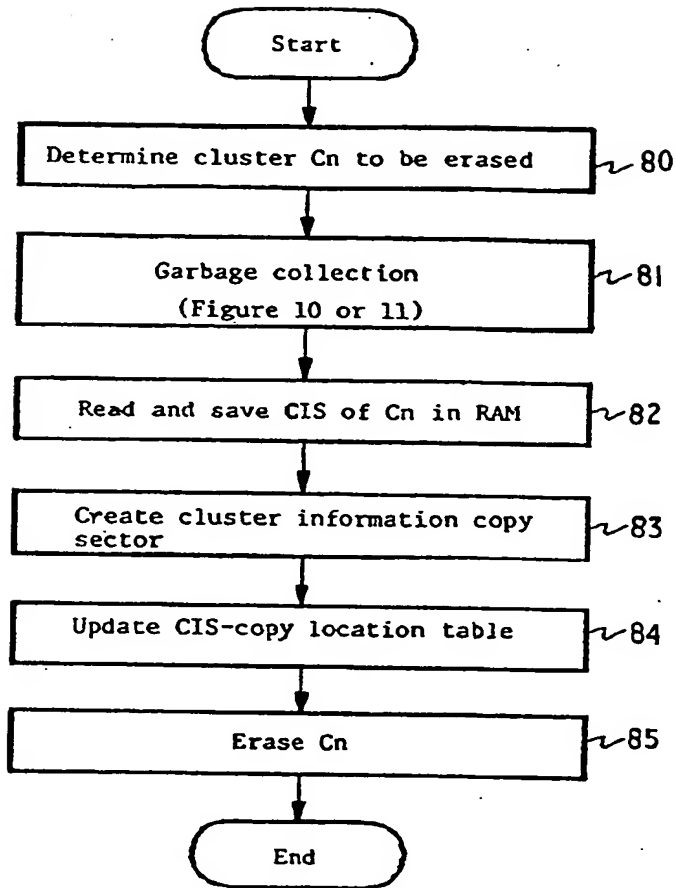 Start
Determine cluster Cn to be erased
80
Garbage collection
(Figure 10 or 11)
81
Read and save CIS of Cn in RAM
82
Create cluster information copy
sector
83
Update CIS-copy location table
84
Erase Cn
85
End